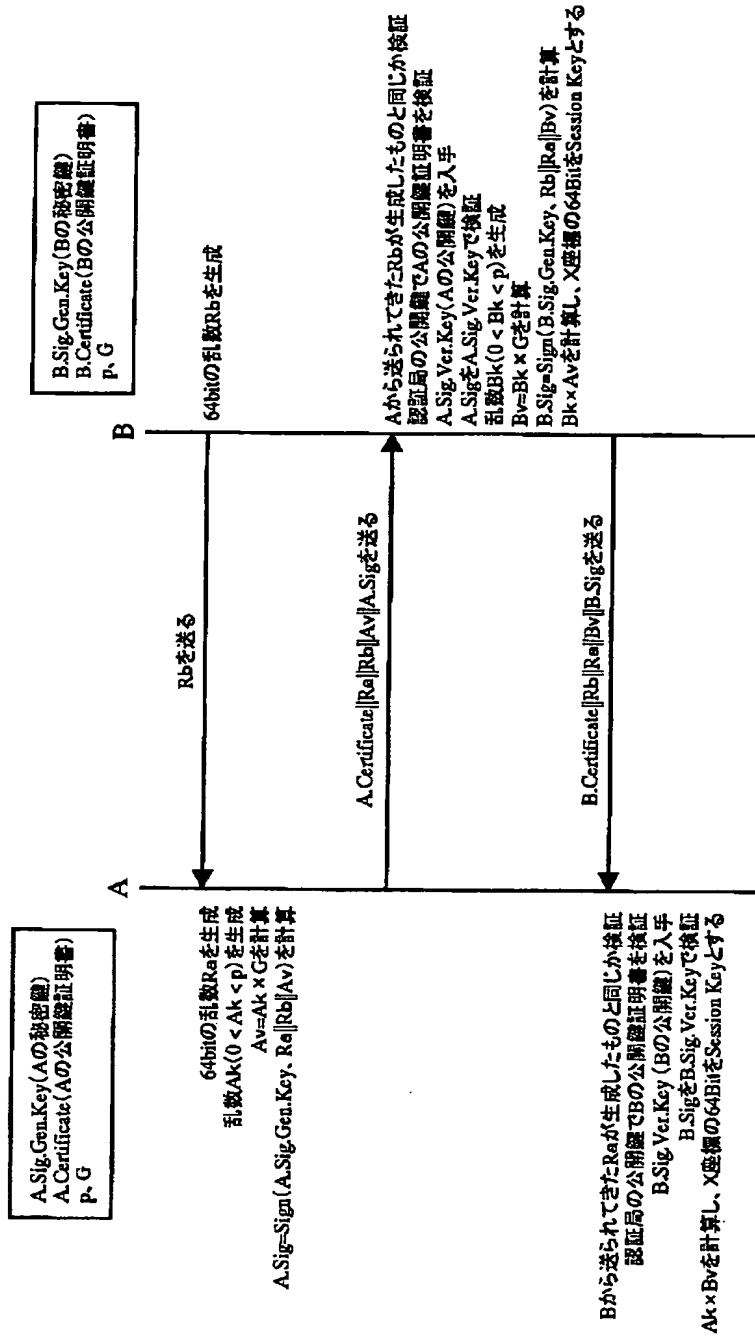 A.Sig.Gen.Key(Aの秘密鍵)
A.Certificate(Aの公開鍵証明書)
p、G
B.Sig.Gen.Key(Bの秘密鍵)
B.Certificate(Bの公開鍵証明書)
p、G
A
B
64bitの乱数Rbを生成
Rbを送る
64bitの乱数Raを生成
乱数Ak(0 < Ak < p)を生成
Av=Ak×Gを計算
A.Sig=Sign(A.Sig.Gen.Key、Ra||Rb||Av)を計算
A.Certificate||Ra||Rb||Av||A.Sigを送る
Aから送られてきたRbが生成したものと同じか検証
認証局の公開鍵でAの公開鍵証明書を検証
A.Sig.Ver.Key(Aの公開鍵)を入手
A.SigをA.Sig.Ver.Keyで検証
乱数Bk(0 < Bk < p)を生成
Bv=Bk×Gを計算
B.Sig=Sign(B.Sig.Gen.Key、Rb||Ra||Bv)を計算
Bk×Avを計算し、X座標の64BitをSession Keyとする
B.Certificate||Rb||Ra||Bv||B.Sigを送る
Bから送られてきたRaが生成したものと同じか検証
認証局の公開鍵でBの公開鍵証明書を検証
B.Sig.Ver.Key (Bの公開鍵)を入手
B.SigをB.Sig.Ver.Keyで検証
Ak×Bvを計算し、X座標の64BitをSession Keyとする